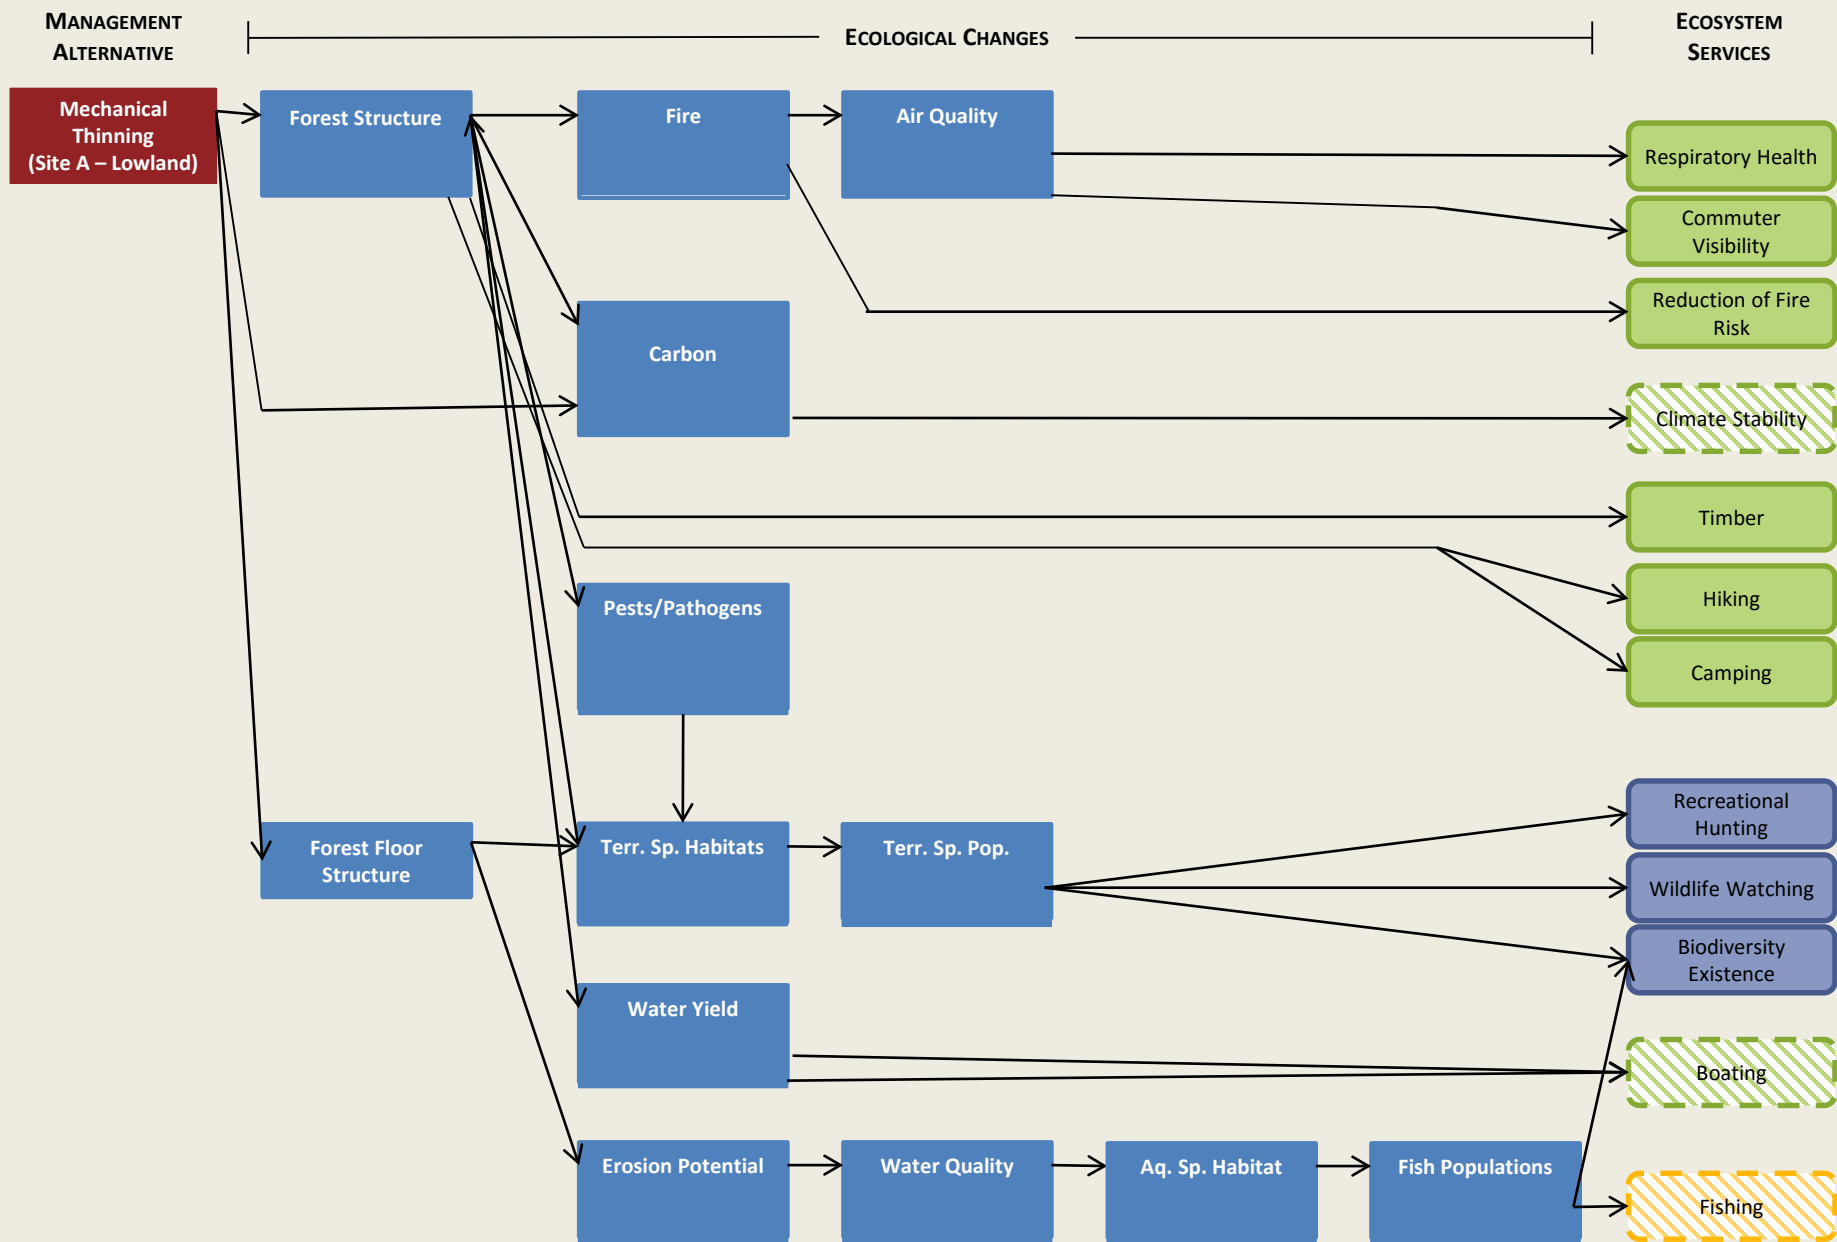 MANAGEMENT
ALTERNATIVE
ECOLOGICAL CHANGES
ECOSYSTEM
SERVICES
Mechanical
Thinning
(Site A – Lowland)
Forest Structure
Fire
Air Quality
Respiratory Health
Commuter
Visibility
Reduction of Fire
Risk
Carbon
Climate Stability
Timber
Pests/Pathogens
Hiking
Camping
Forest Floor
Structure
Terr. Sp. Habitats
Terr. Sp. Pop.
Recreational
Hunting
Wildlife Watching
Biodiversity
Existence
Water Yield
Boating
Erosion Potential
Water Quality
Aq. Sp. Habitat
Fish Populations
Fishing